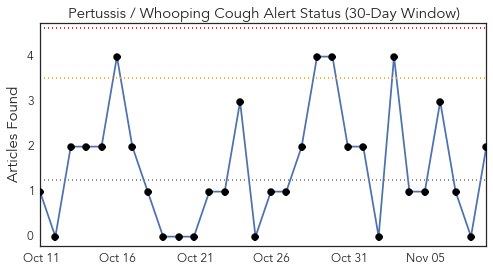 Pertussis / Whooping Cough Alert Status (30-Day Window)
Articles Found
4
3
2
1
0
Oct 11 Oct 16 Oct 21 Oct 26 Oct 31 Nov 05